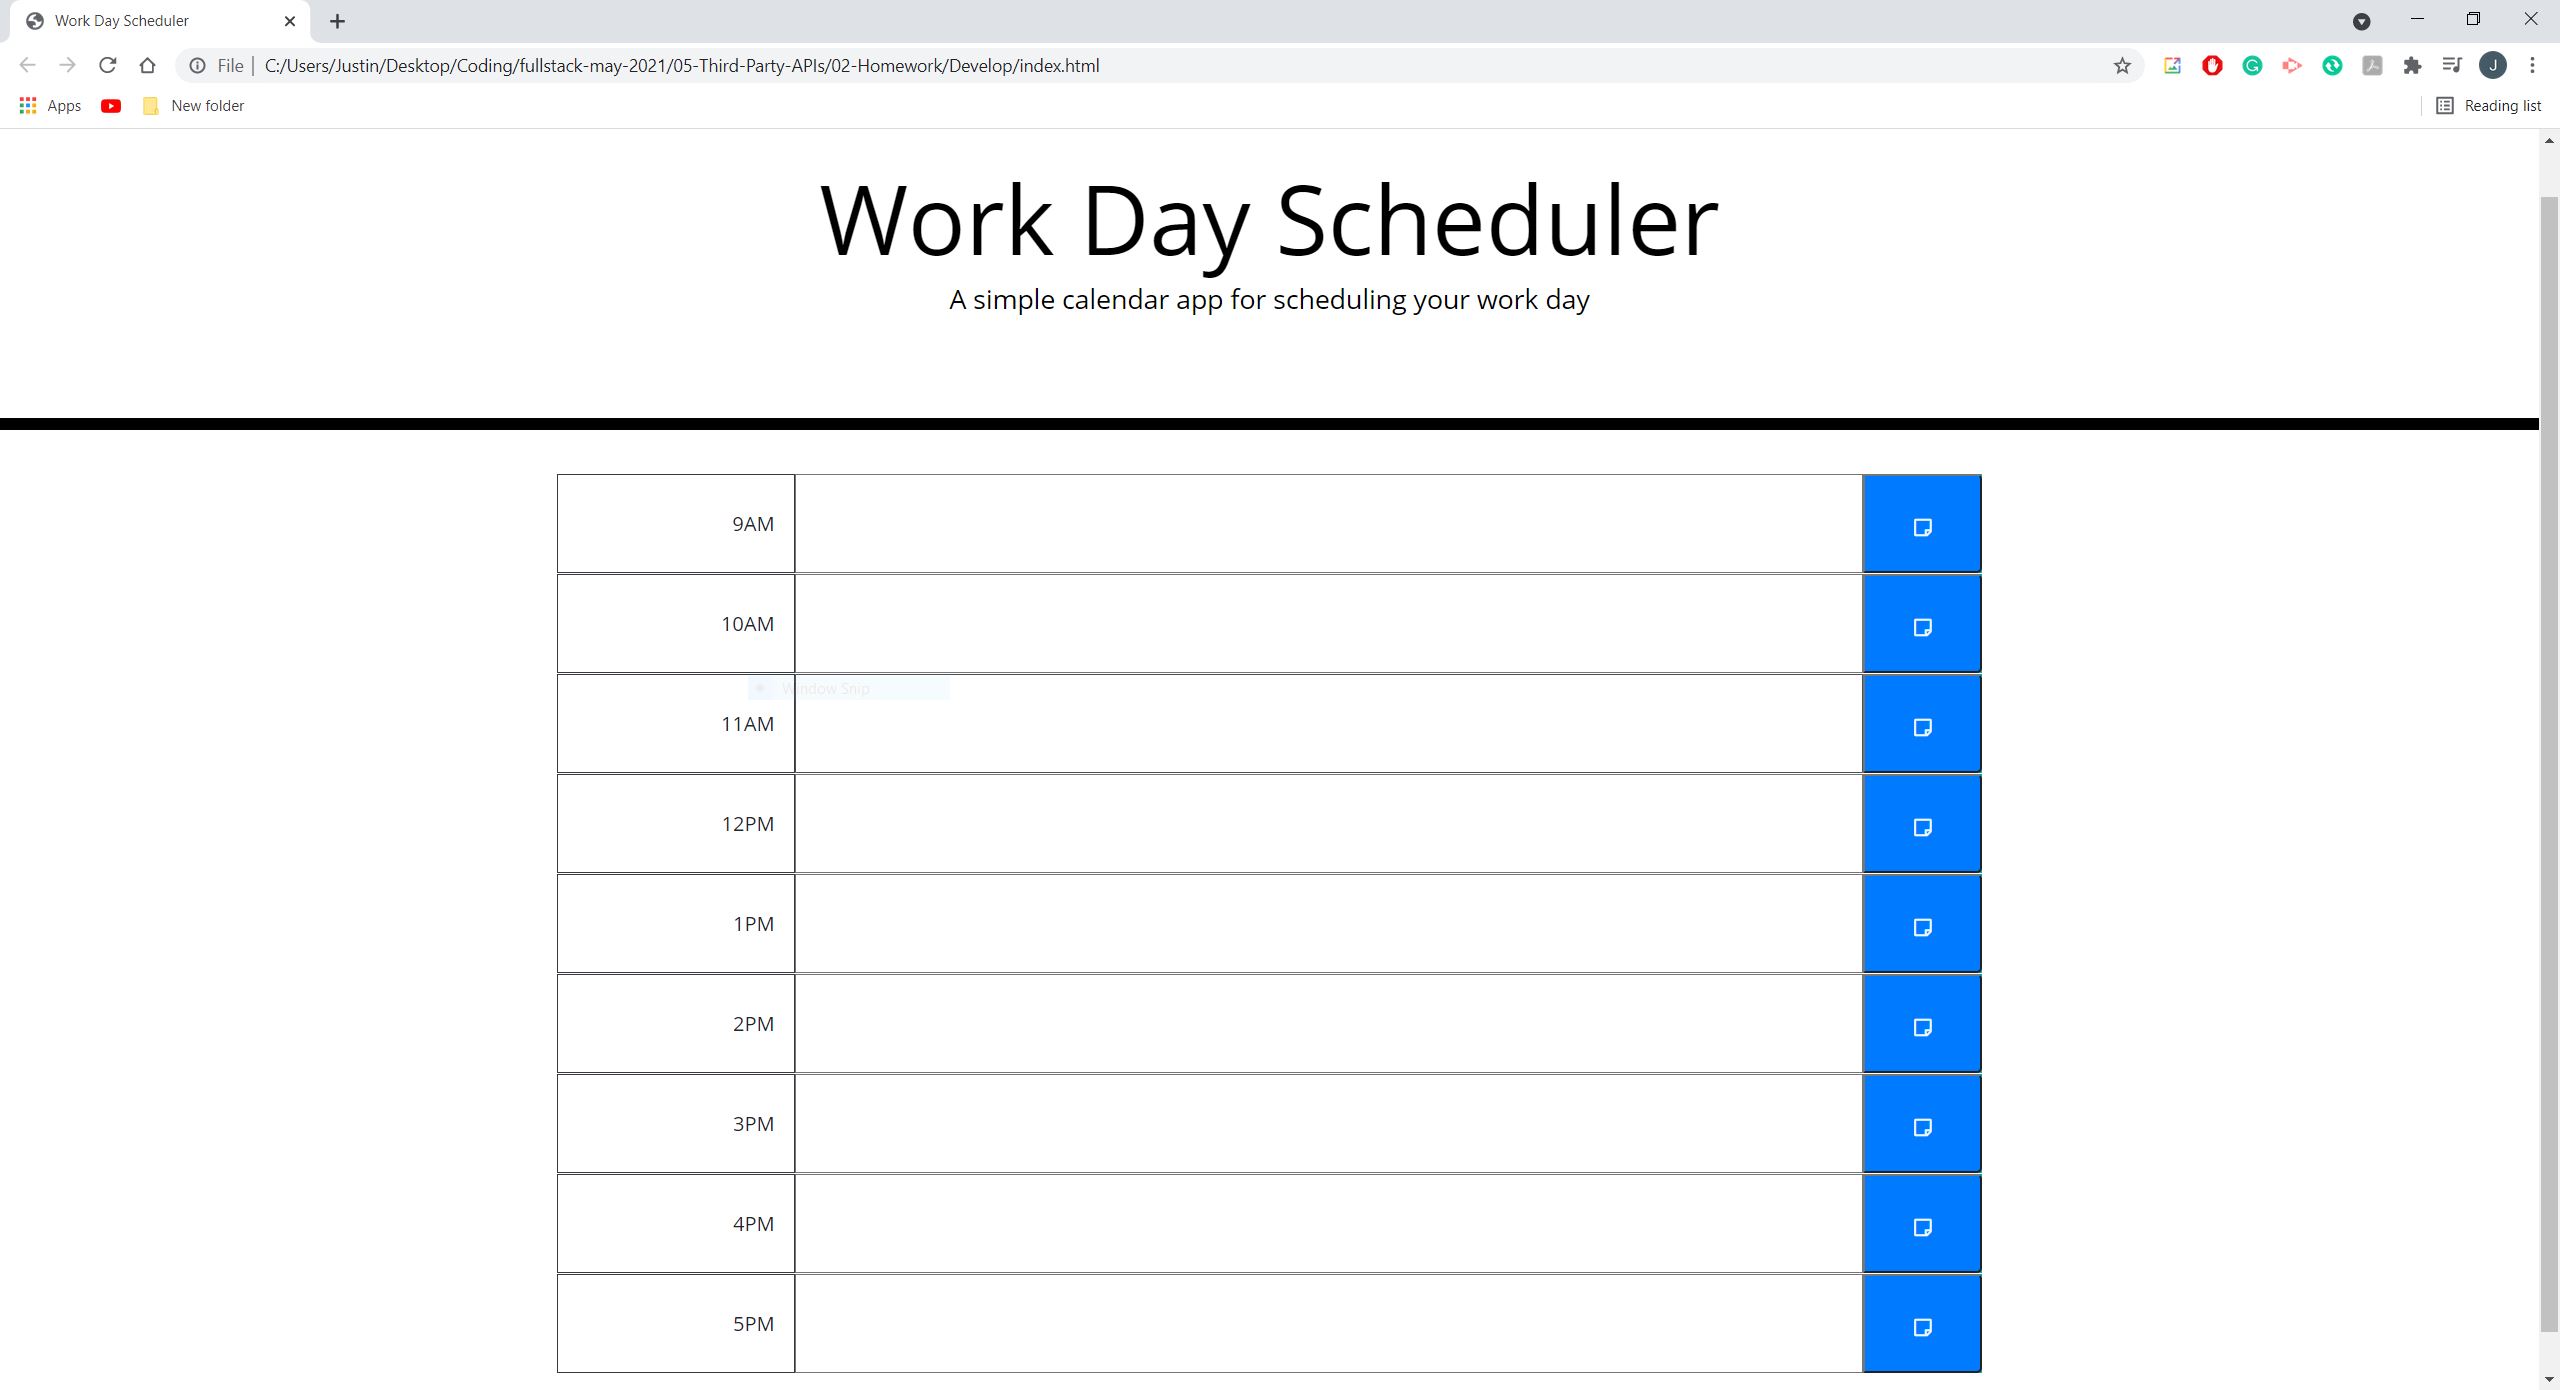 Work Day Scheduler
File | C:/Users/Justin/Desktop/Coding/fullstack-may-2021/05-Third-Party-APIs/02-Homework/Develop/index.html
J
Apps
New folder
Reading list
Work Day Scheduler
A simple calendar app for scheduling your work day
9AM
10AM
Window Snip
11AM
12PM
1PM
2PM
3PM
4PM
5PM